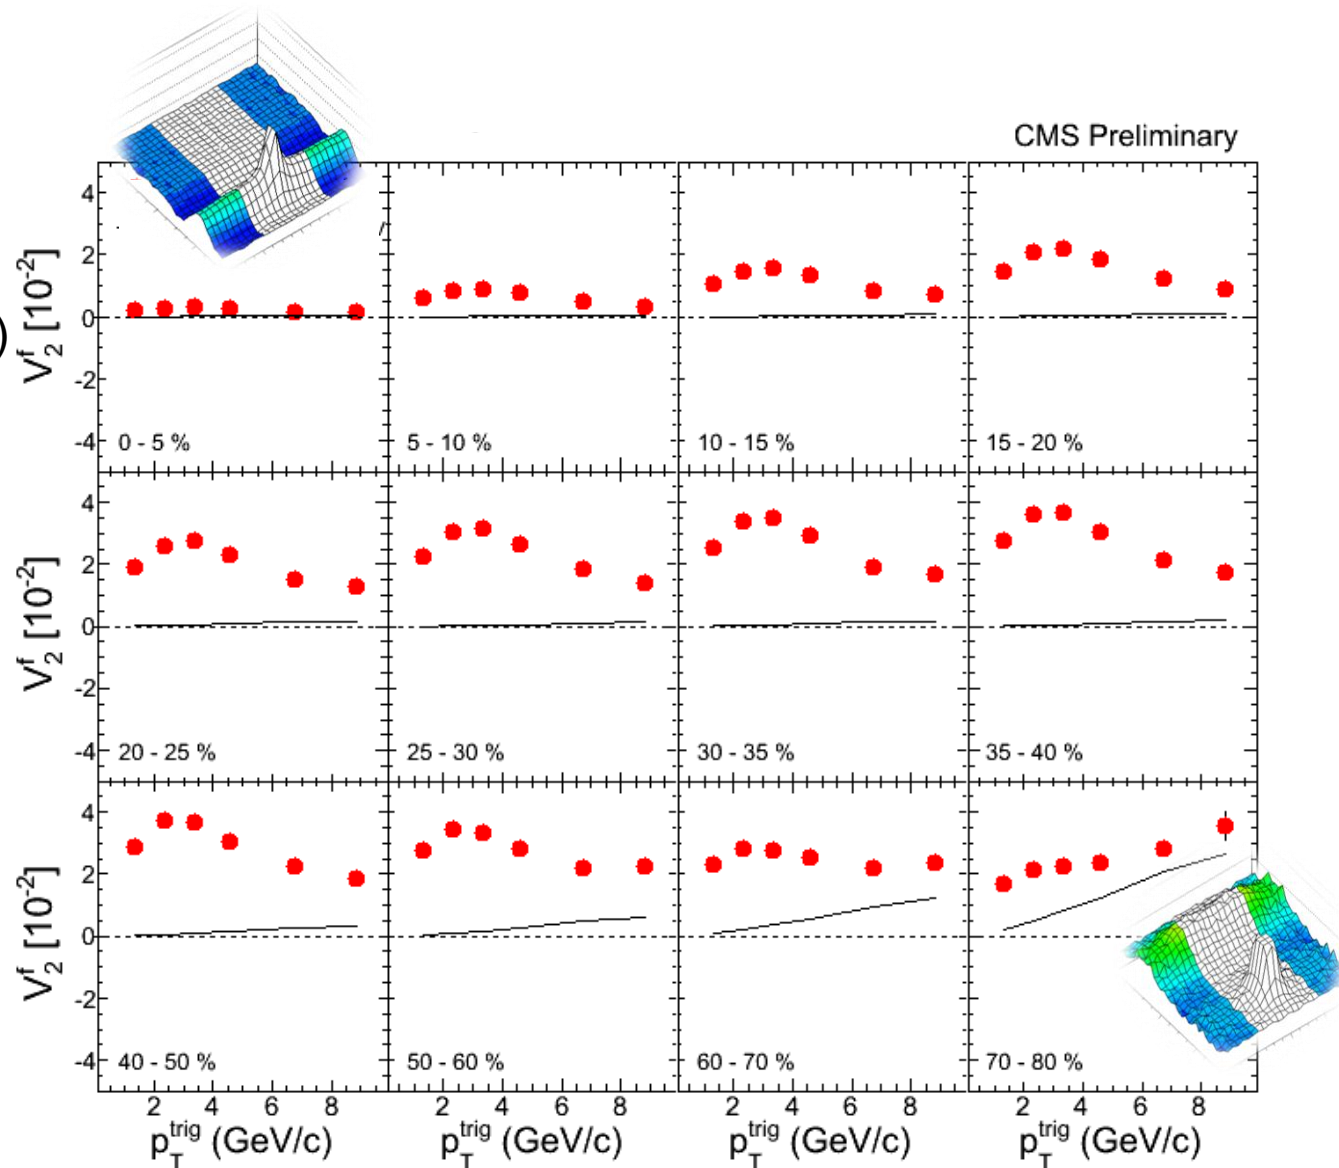 CMS Preliminary
)
V₂ᶠ [10⁻²]
4
2
0
-2
-4
0 - 5 %
5 - 10 %
10 - 15 %
15 - 20 %
V₂ᶠ [10⁻²]
4
2
0
-2
-4
20 - 25 %
25 - 30 %
30 - 35 %
35 - 40 %
V₂ᶠ [10⁻²]
4
2
0
-2
-4
40 - 50 %
50 - 60 %
60 - 70 %
70 - 80 %
2 4 6 8 2 4 6 8 2 4 6 8 2 4 6 8
p_T^trig (GeV/c) p_T^trig (GeV/c) p_T^trig (GeV/c) p_T^trig (GeV/c)